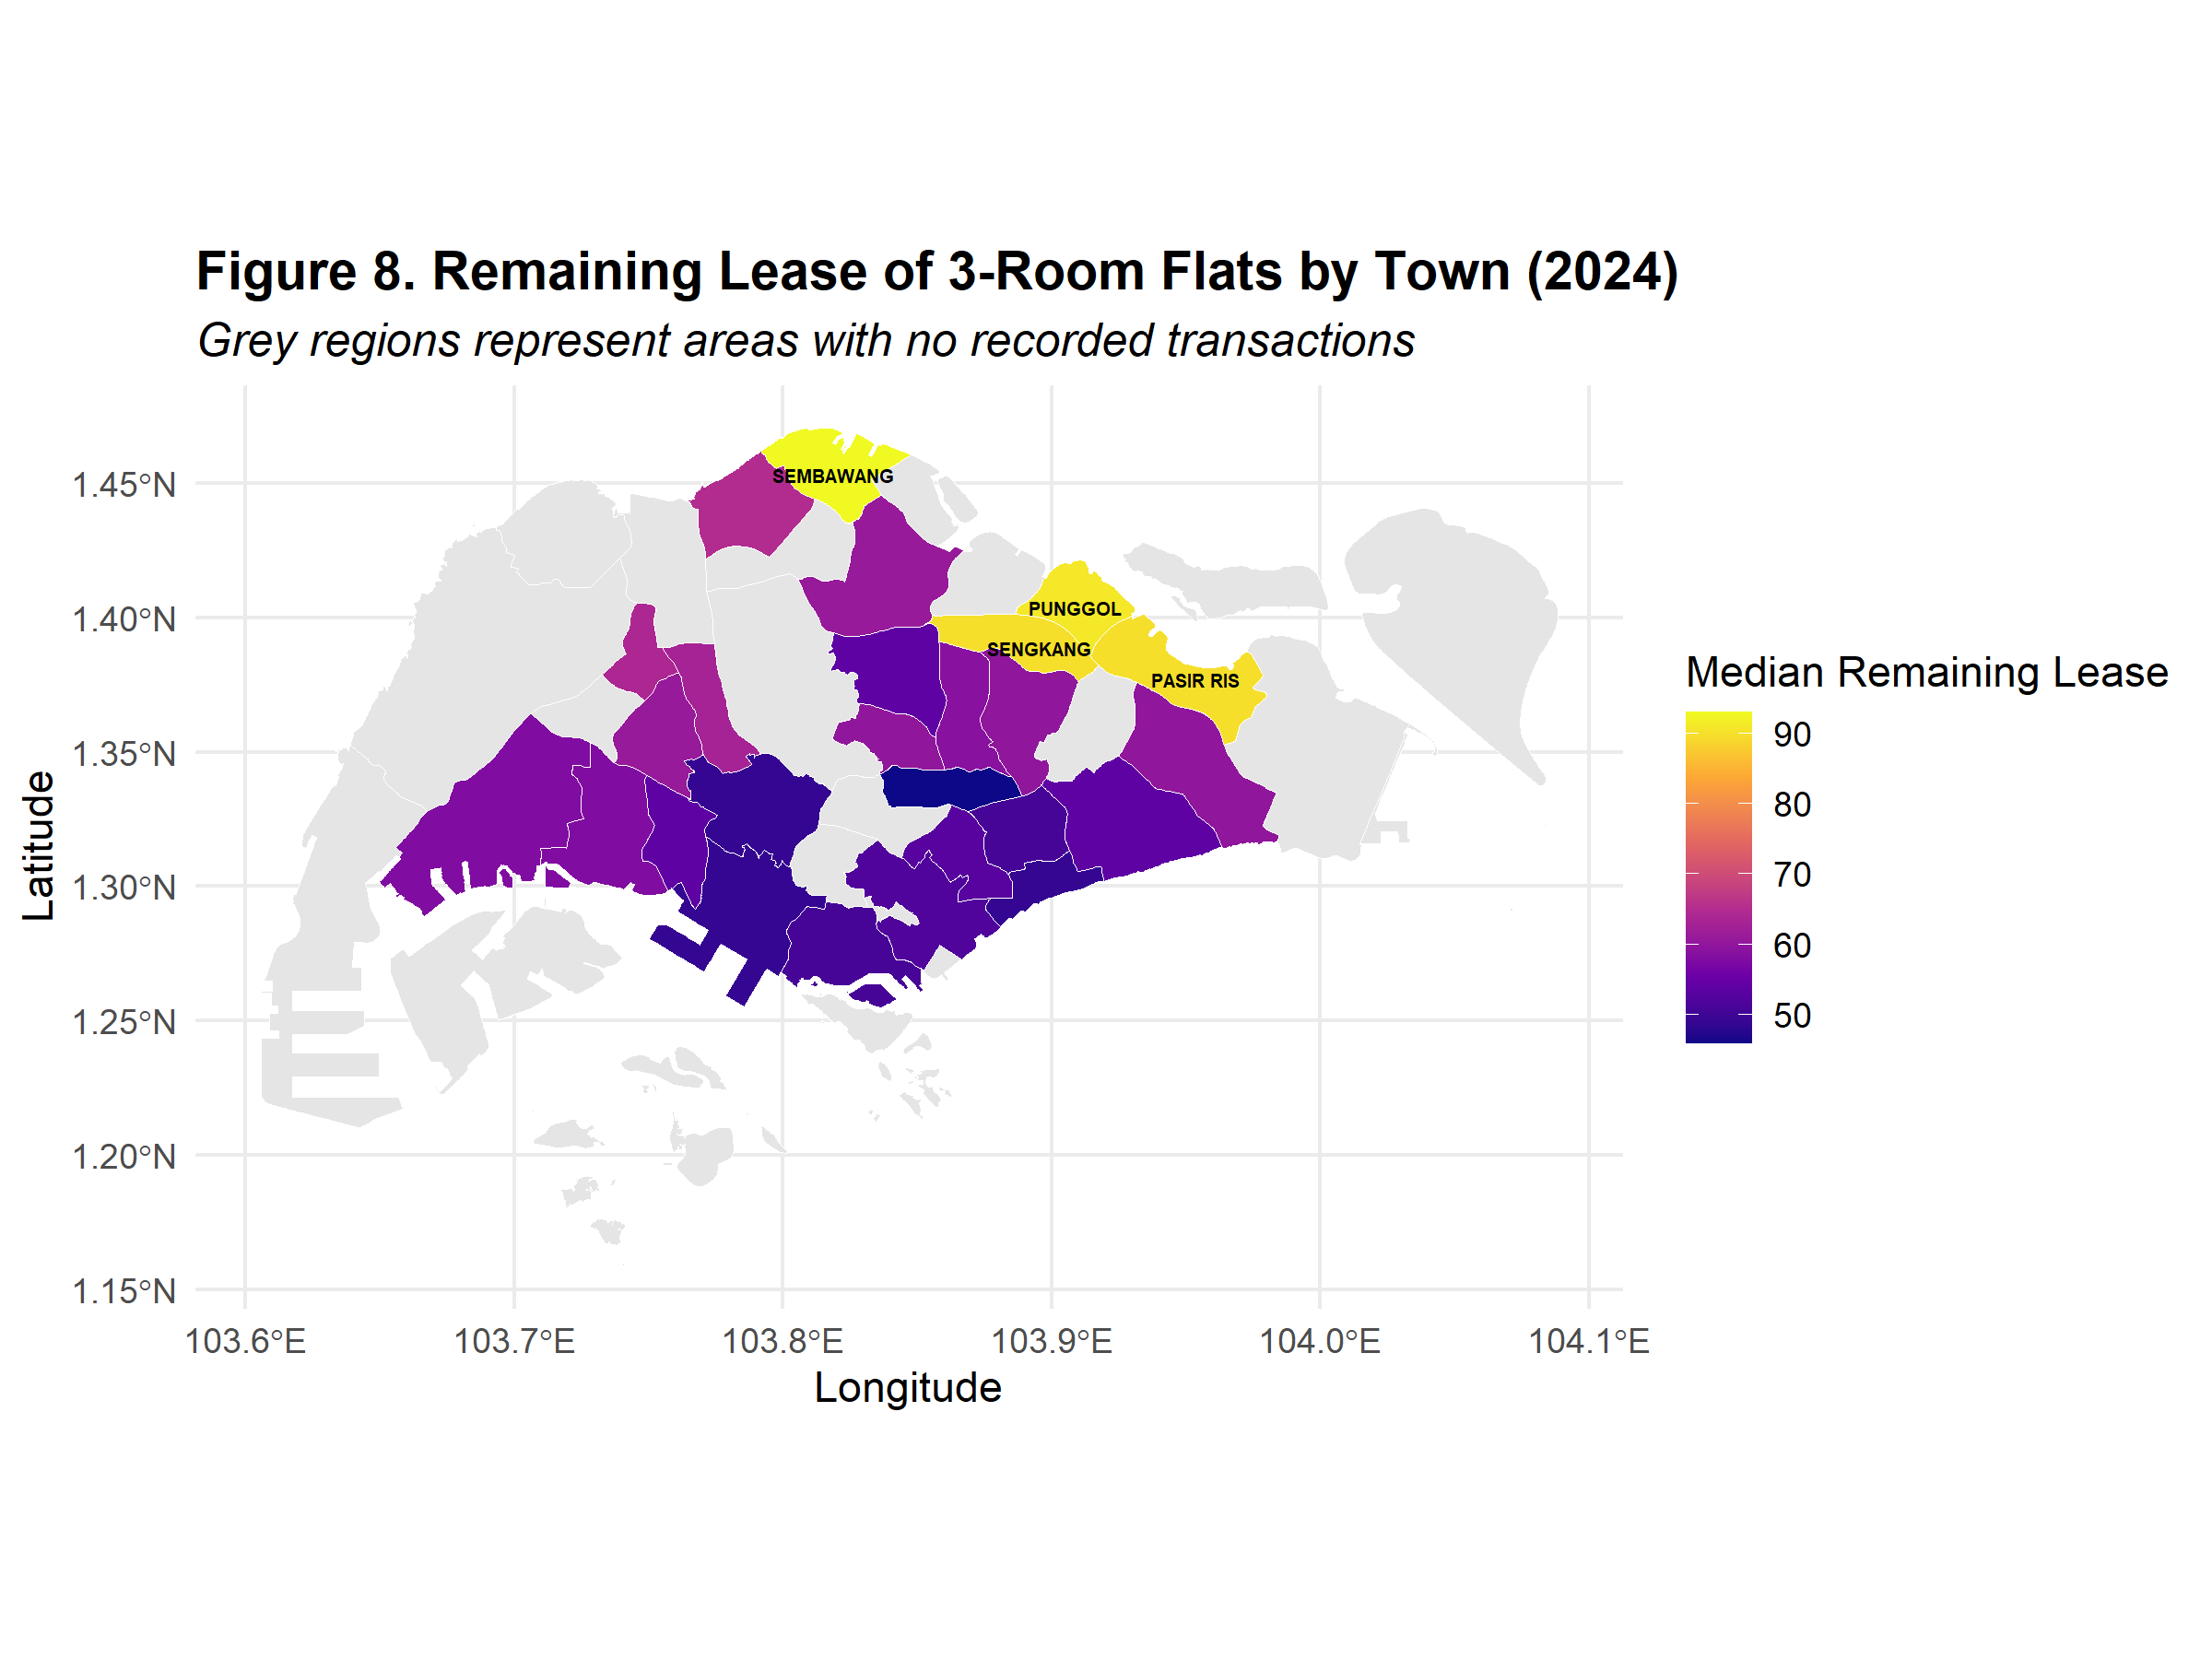 Figure 8. Remaining Lease of 3-Room Flats by Town (2024)
Grey regions represent areas with no recorded transactions
SEMBAWANG
PUNGGOL
SENGKANG
PASIR RIS
1.45°N
1.40°N
1.35°N
1.30°N
1.25°N
1.20°N
1.15°N
Latitude
103.6°E
103.7°E
103.8°E
103.9°E
104.0°E
104.1°E
Longitude
Median Remaining Lease
90
80
70
60
50